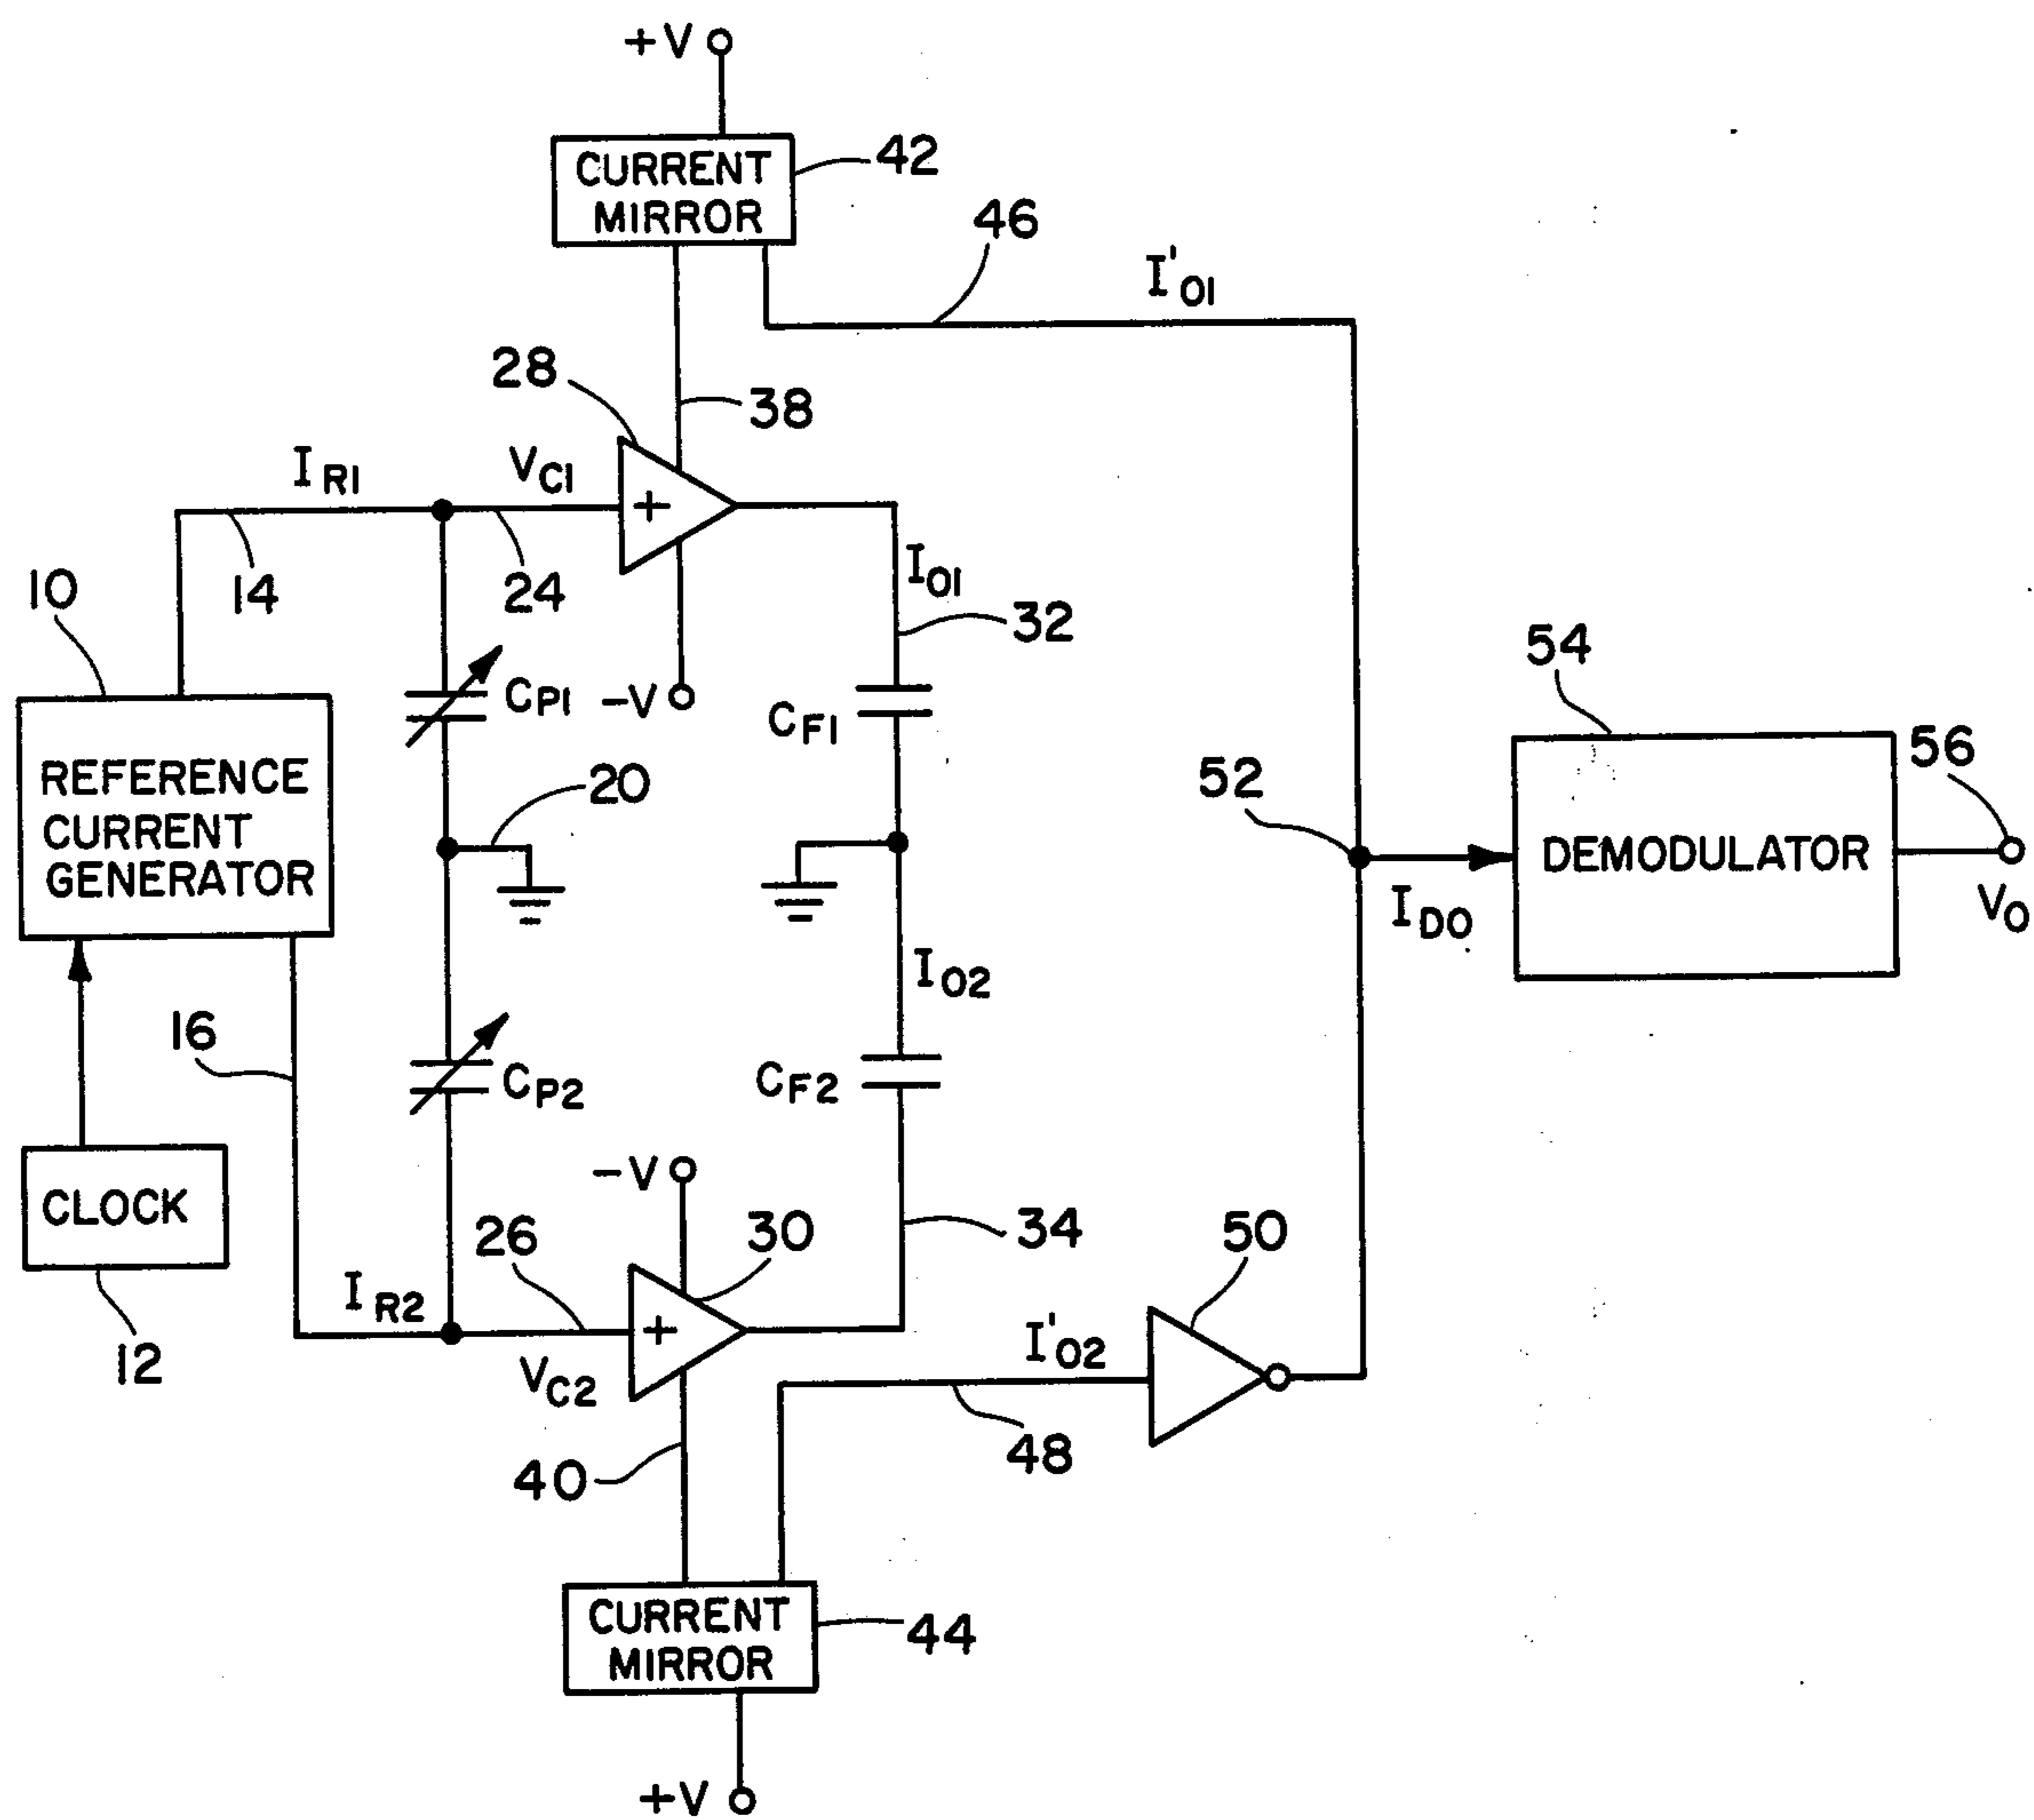 +V
CURRENT
MIRROR
42
46
I'O1
28
38
IR1
VC1
14
24
IO1
10
32
CP1
-V
CF1
54
REFERENCE
CURRENT
GENERATOR
20
52
56
DEMODULATOR
IDO
VO
IO2
16
CP2
CF2
-V
CLOCK
26
30
34
50
IR2
12
VC2
I'O2
48
40
CURRENT
MIRROR
44
+V